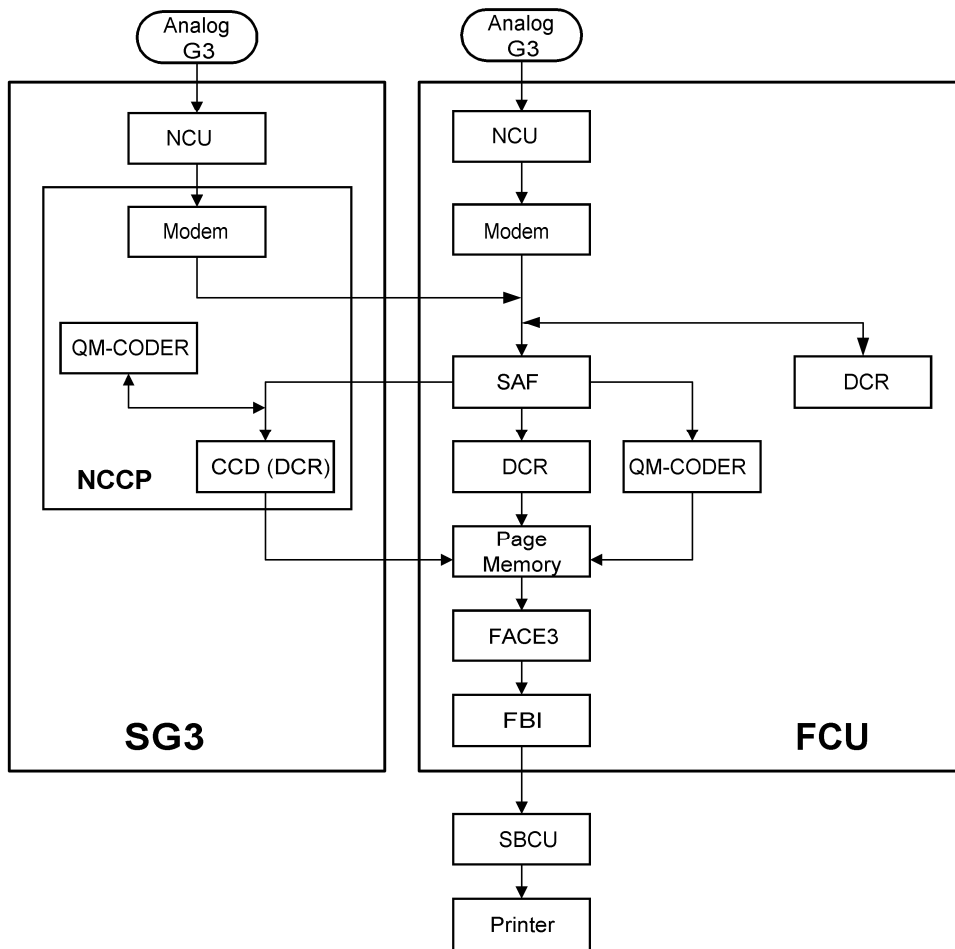 Analog
G3
Analog
G3
NCU
NCU
Modem
Modem
QM-CODER
SAF
DCR
CCD (DCR)
DCR
QM-CODER
NCCP
Page
Memory
FACE3
FBI
SG3
FCU
SBCU
Printer